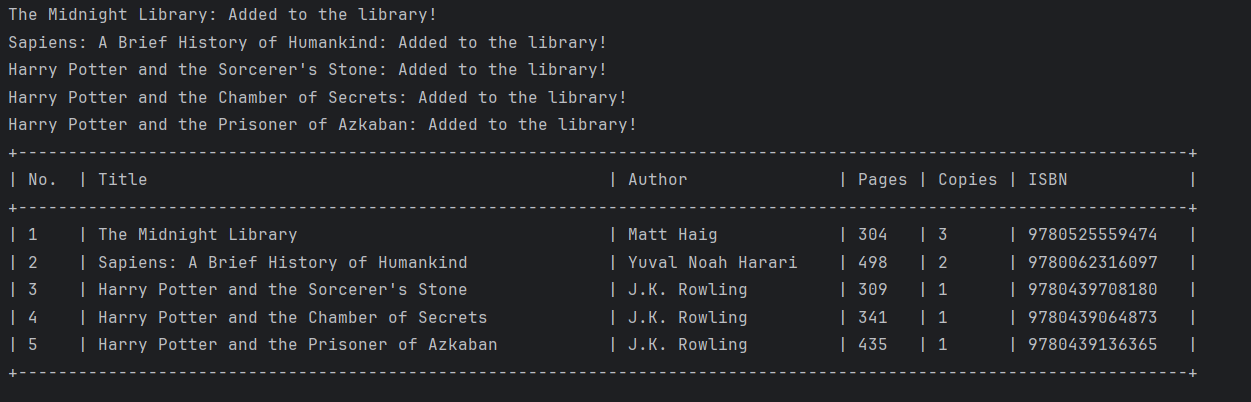 The Midnight Library: Added to the library!
Sapiens: A Brief History of Humankind: Added to the library!
Harry Potter and the Sorcerer's Stone: Added to the library!
Harry Potter and the Chamber of Secrets: Added to the library!
Harry Potter and the Prisoner of Azkaban: Added to the library!
+---------------------------------------------------------------------------------------------------------------------+
| No.  | Title                                              | Author               | Pages | Copies | ISBN            |
+---------------------------------------------------------------------------------------------------------------------+
| 1    | The Midnight Library                               | Matt Haig            | 304   | 3      | 9780525559474   |
| 2    | Sapiens: A Brief History of Humankind              | Yuval Noah Harari    | 498   | 2      | 9780062316097   |
| 3    | Harry Potter and the Sorcerer's Stone              | J.K. Rowling         | 309   | 1      | 9780439708180   |
| 4    | Harry Potter and the Chamber of Secrets            | J.K. Rowling         | 341   | 1      | 9780439064873   |
| 5    | Harry Potter and the Prisoner of Azkaban           | J.K. Rowling         | 435   | 1      | 9780439136365   |
+---------------------------------------------------------------------------------------------------------------------+